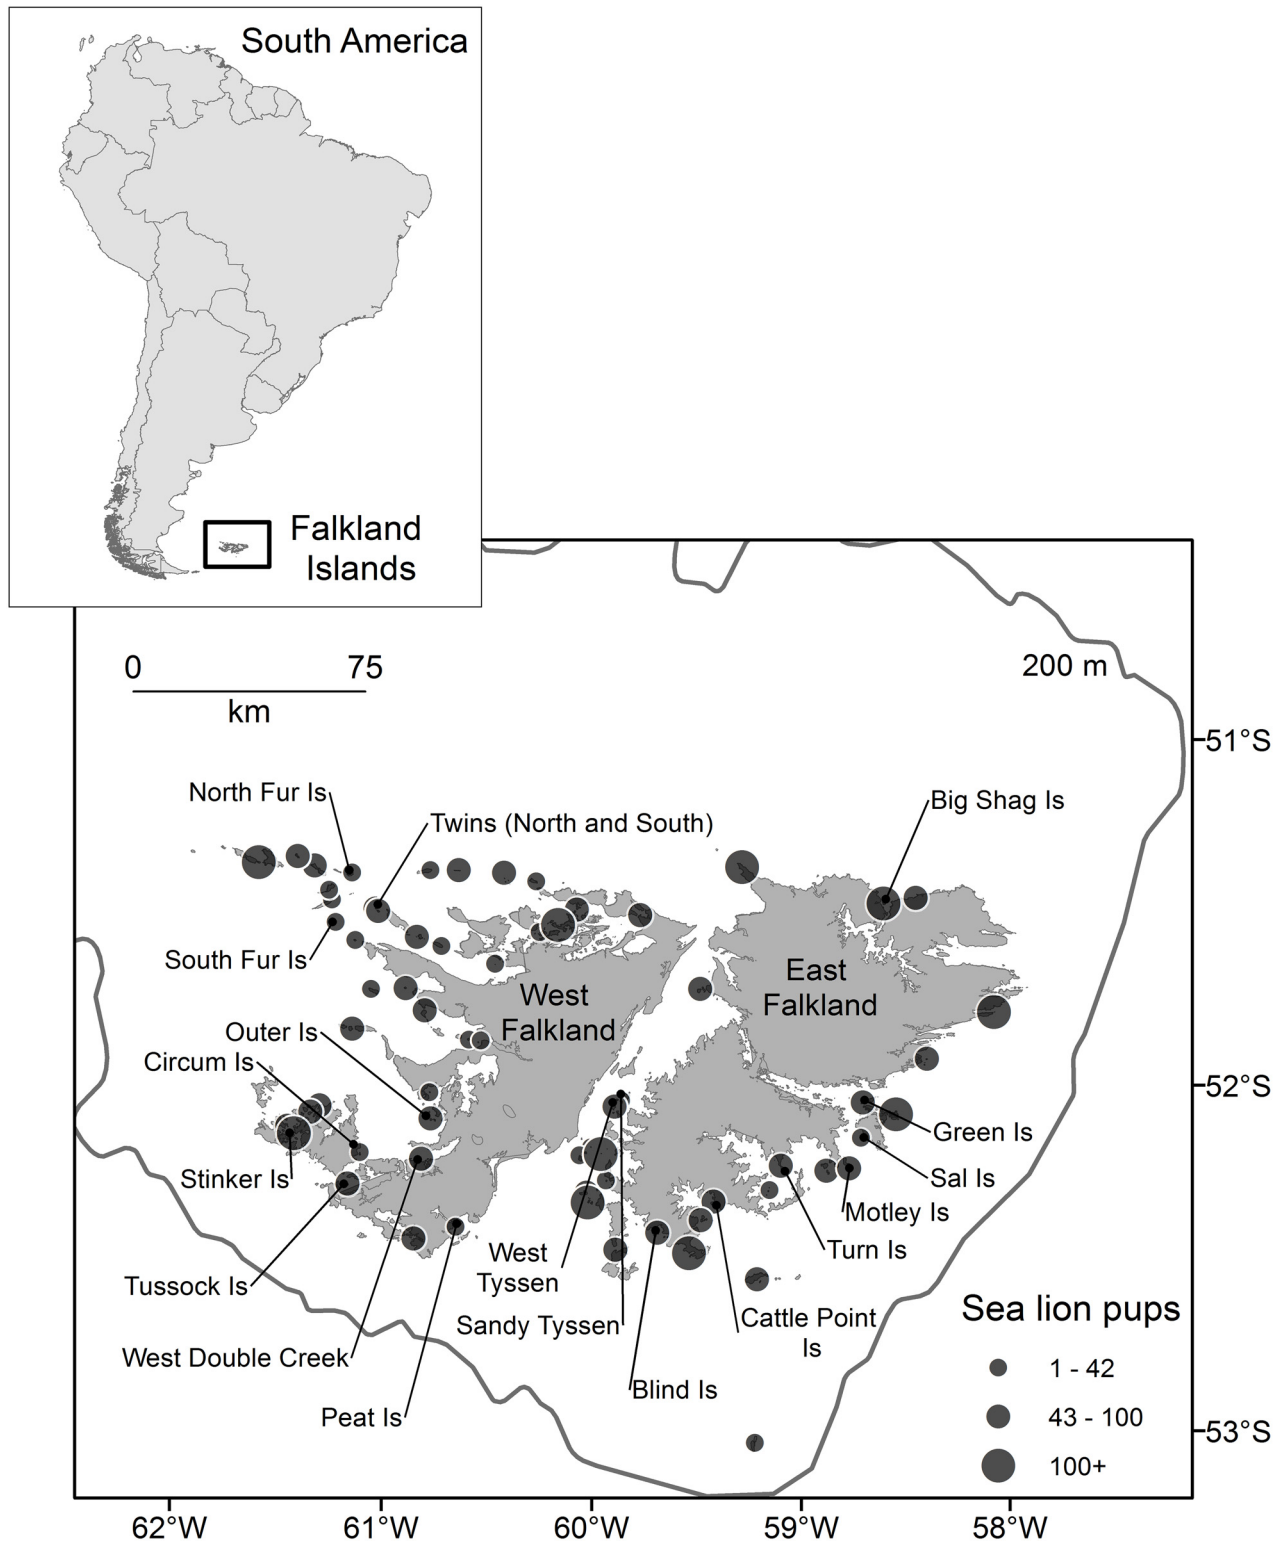 South America
Falkland
Islands
0 75
km
200 m
51°S
North Fur Is
Twins (North and South)
Big Shag Is
South Fur Is
West
Falkland
East
Falkland
Outer Is
Circum Is
52°S
Green Is
Stinker Is
Sal Is
Motley Is
Turn Is
West
Tyssen
Tussock Is
Sandy Tyssen
Cattle Point
Is
West Double Creek
Blind Is
Peat Is
Sea lion pups
1 - 42
43 - 100
100+
53°S
62°W 61°W 60°W 59°W 58°W